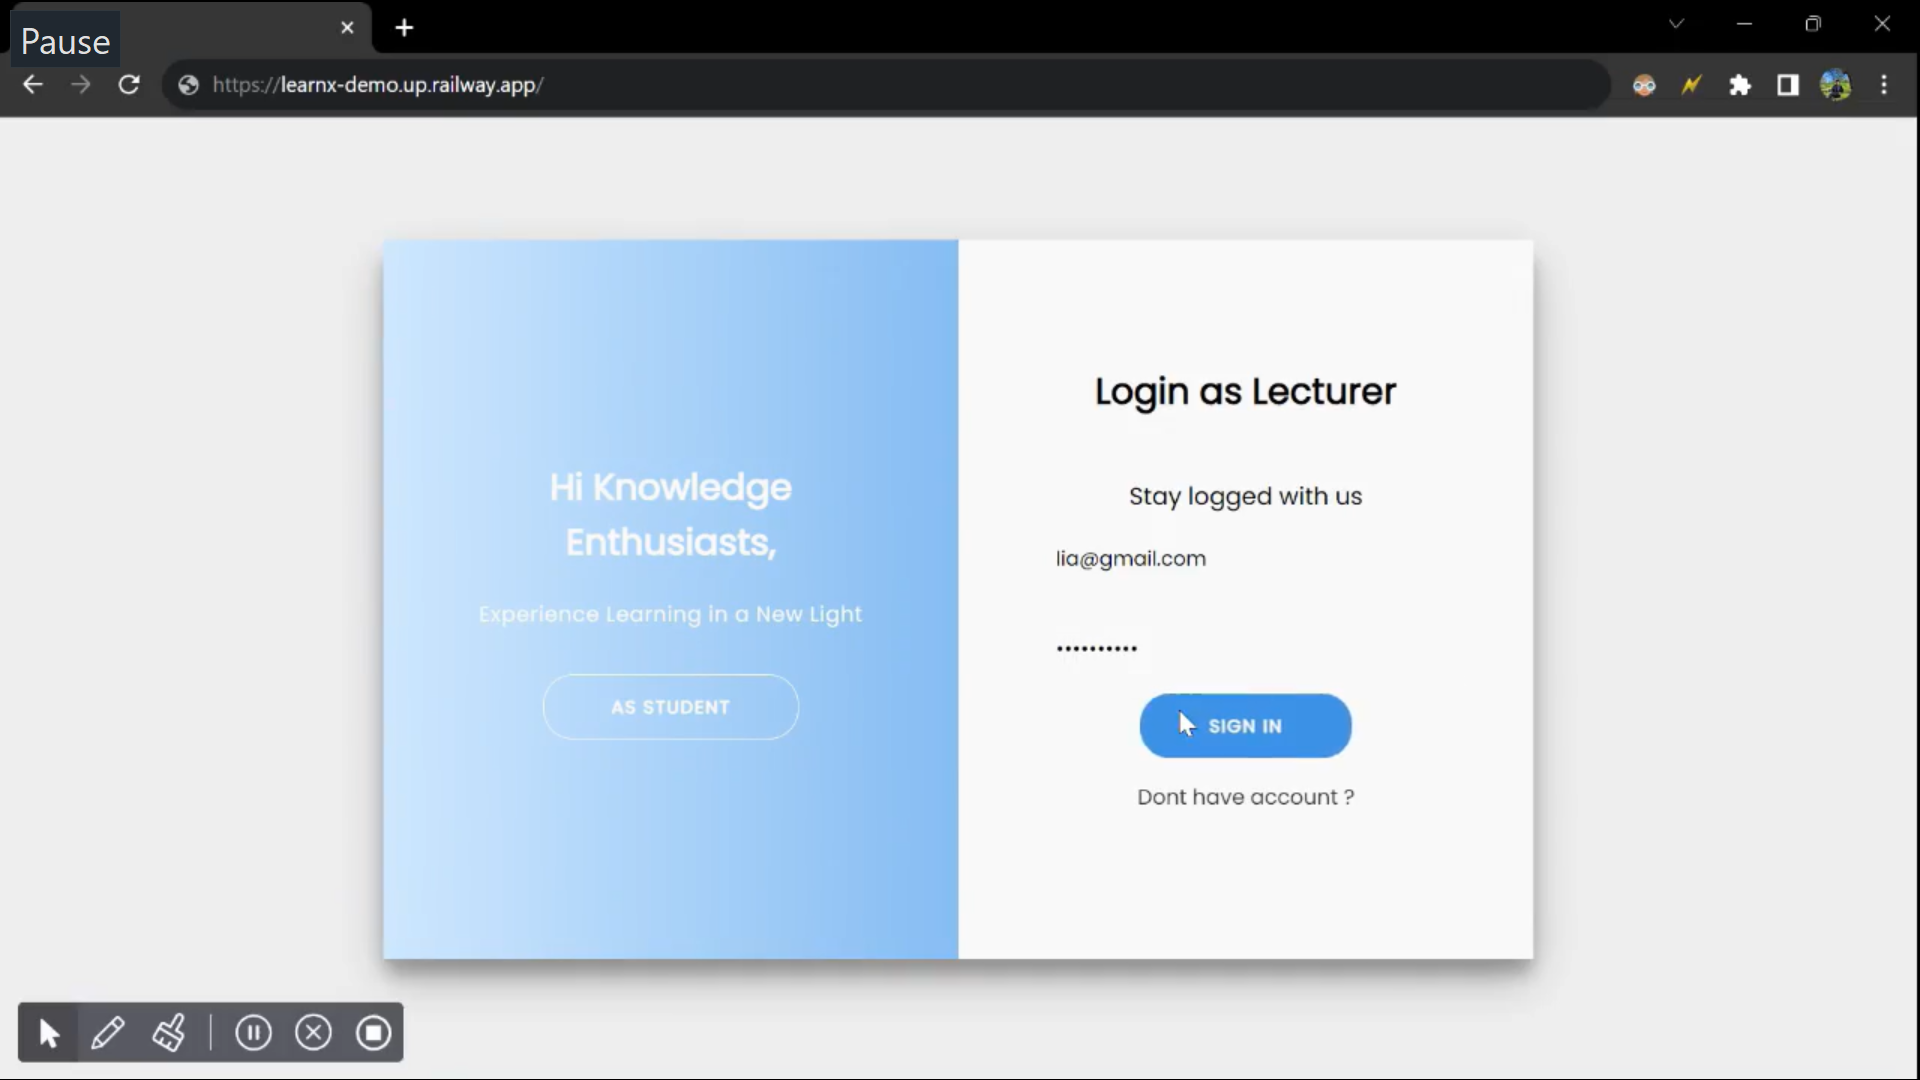 Pause
https://learnx-demo.up.railway.app/
Hi Knowledge
Enthusiasts,
Experience Learning in a New Light
AS STUDENT
Login as Lecturer
Stay logged with us
lia@gmail.com
••••••••••
SIGN IN
Dont have account ?